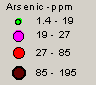 Arsenic - ppm
1.4 - 19
19 - 27
27 - 85
85 - 195